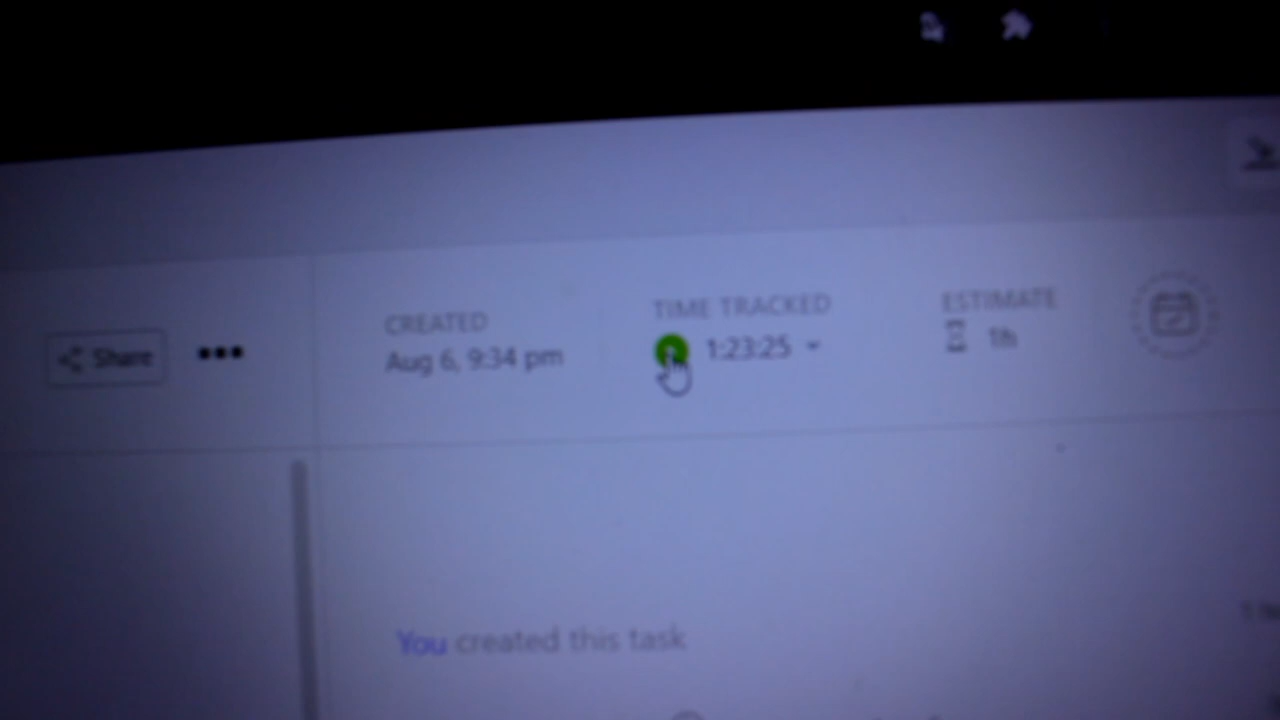 Share
CREATED
Aug 6, 9:34 pm
TIME TRACKED
1:23:25
ESTIMATE
1h
You created this task